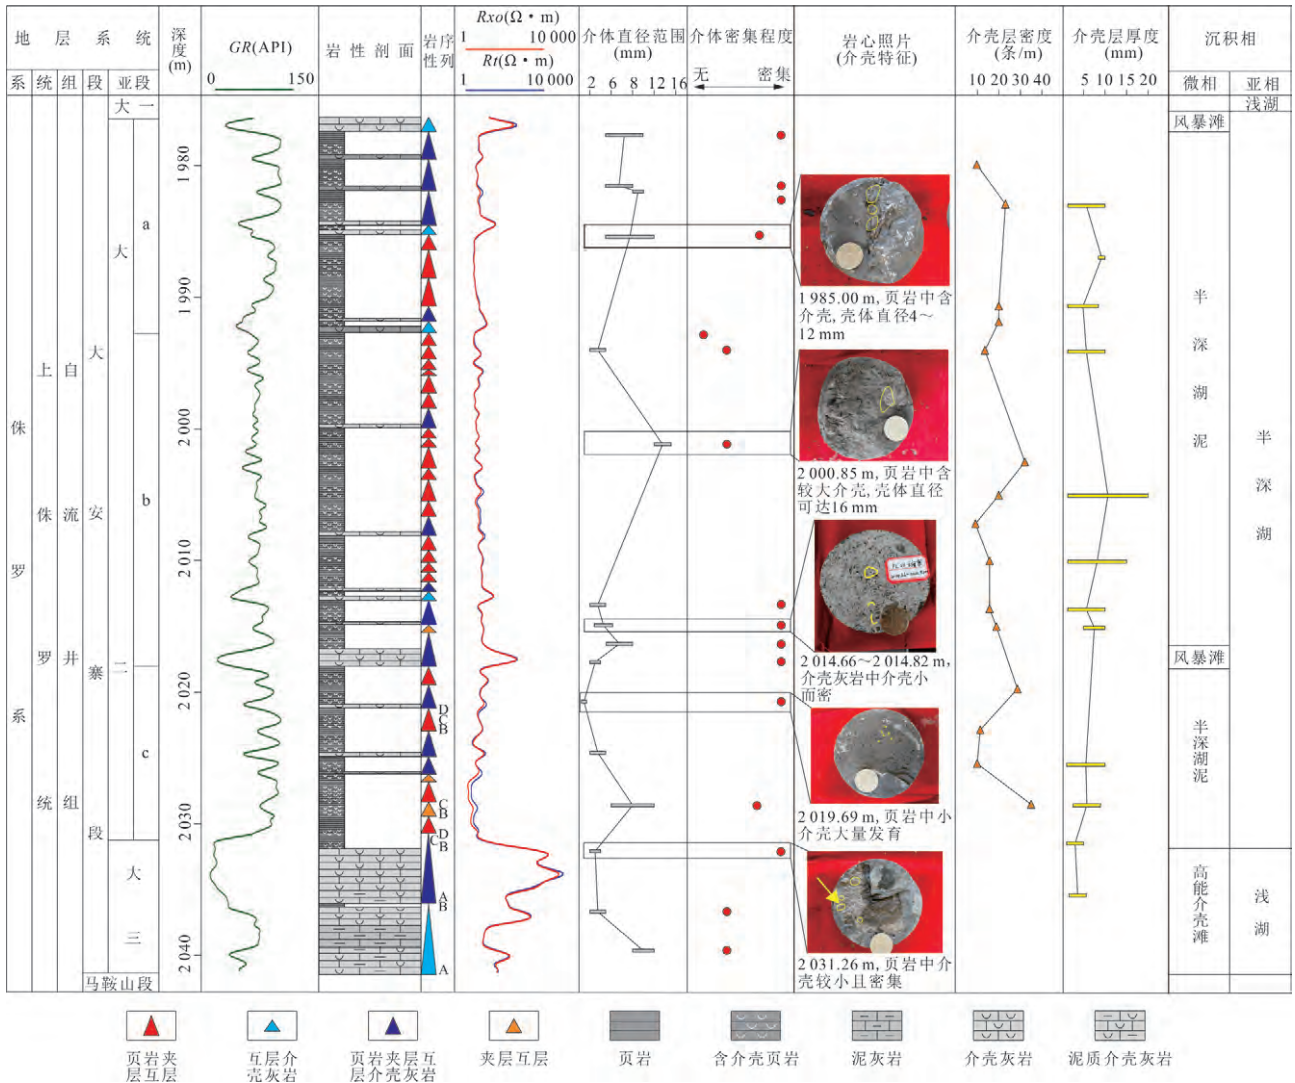 地层系统
系 统 组 段 亚段
深度(m)
GR(API)
0 150
岩性剖面
岩序
性列
Rxo(Ω·m)
1 10 000
Rt(Ω·m)
1 10 000
介体直径范围
(mm)
2 6 8 12 16
介体密集程度
无 密集
岩心照片
(介壳特征)
介壳层密度
(条/m)
10 20 30 40
介壳层厚度
(mm)
5 10 15 20
沉积相
微相 亚相
侏罗系
上侏罗统
自流井组
大安寨段
大一
大二
a
b
c
大三
马鞍山段
1980
1990
2 000
2 010
2 020
2 030
2 040
D
C
B
C
B
D
C
B
A
B
A
1 985.00 m,页岩中含
介壳,壳体直径4～
12 mm
2 000.85 m,页岩中含
较大介壳,壳体直径
可达16 mm
2 014.66～2 014.82 m,
介壳灰岩中介壳小
而密
2 019.69 m,页岩中小
介壳大量发育
2 031.26 m,页岩中介
壳较小且密集
风暴滩
半深湖泥
风暴滩
半深湖泥
高能介壳滩
浅湖
半深湖
浅湖
页岩夹
层互层
互层介
壳灰岩
页岩夹层互
层介壳灰岩
夹层互层
页岩
含介壳页岩
泥灰岩
介壳灰岩
泥质介壳灰岩